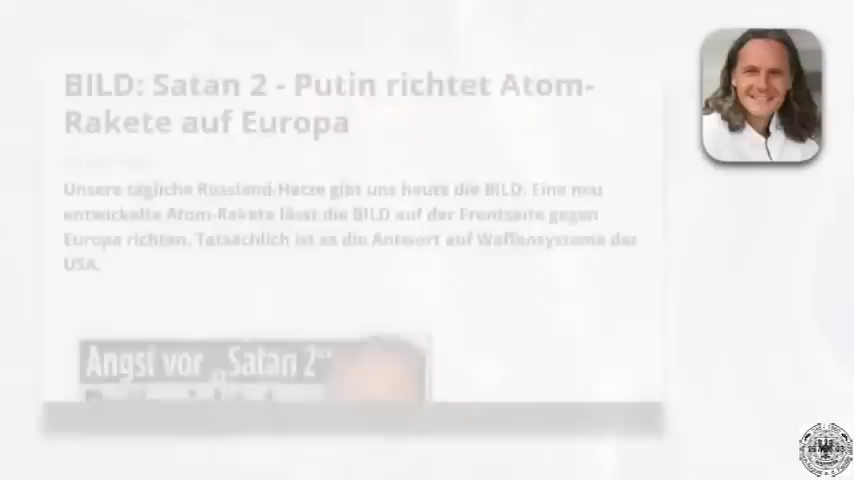 BILD: Satan 2 - Putin richtet Atom-
Rakete auf Europa
Unsere tägliche Russland-Hetze gibt uns heute die BILD. Eine neu
entwickelte Atom-Rakete lässt die BILD auf der Frontseite gegen
Europa richten. Tatsächlich ist es die Antwort auf Waffensysteme der
USA.
Angst vor „Satan 2“